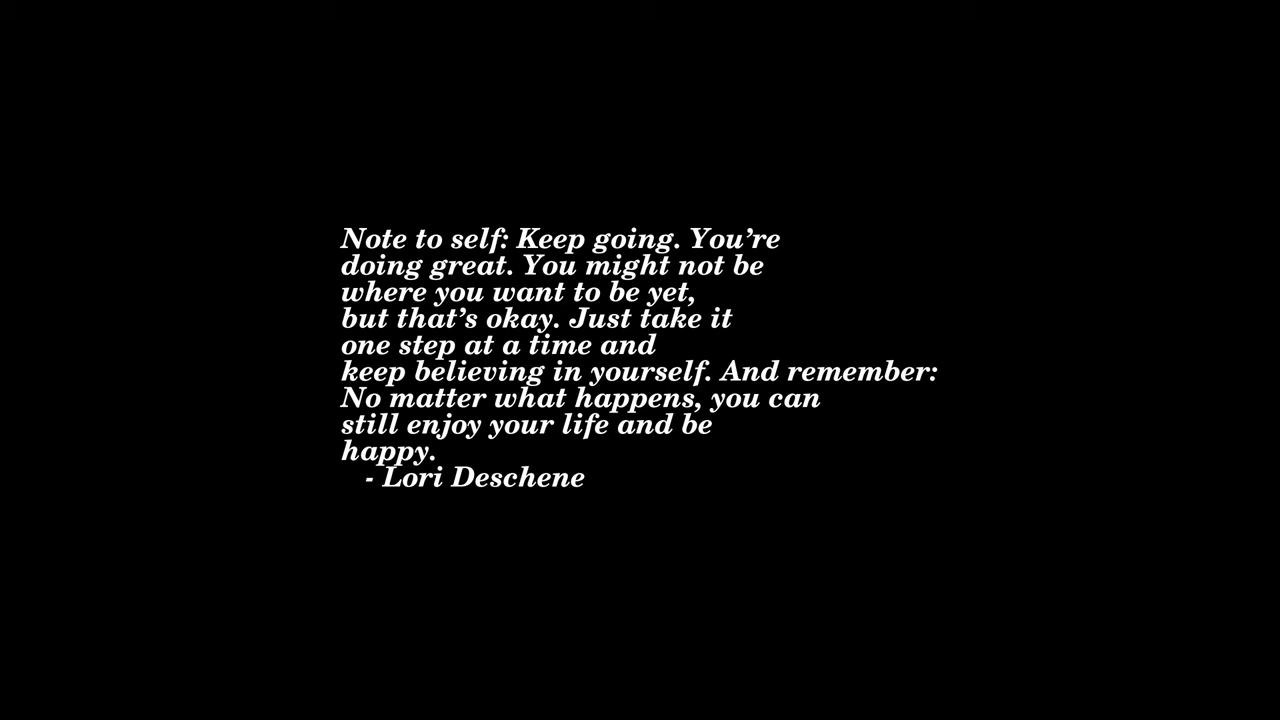 Note to self: Keep going. You’re
doing great. You might not be
where you want to be yet,
but that’s okay. Just take it
one step at a time and
keep believing in yourself. And remember:
No matter what happens, you can
still enjoy your life and be
happy.
- Lori Deschene